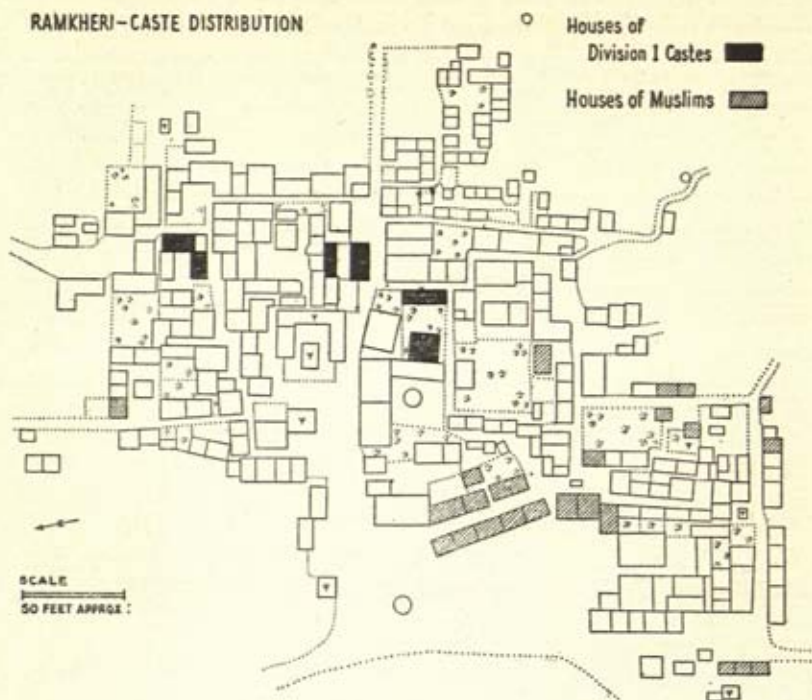 RAMKHERI-CASTE DISTRIBUTION
Houses of
Division I Castes
Houses of Muslims
SCALE
50 FEET APPROX :